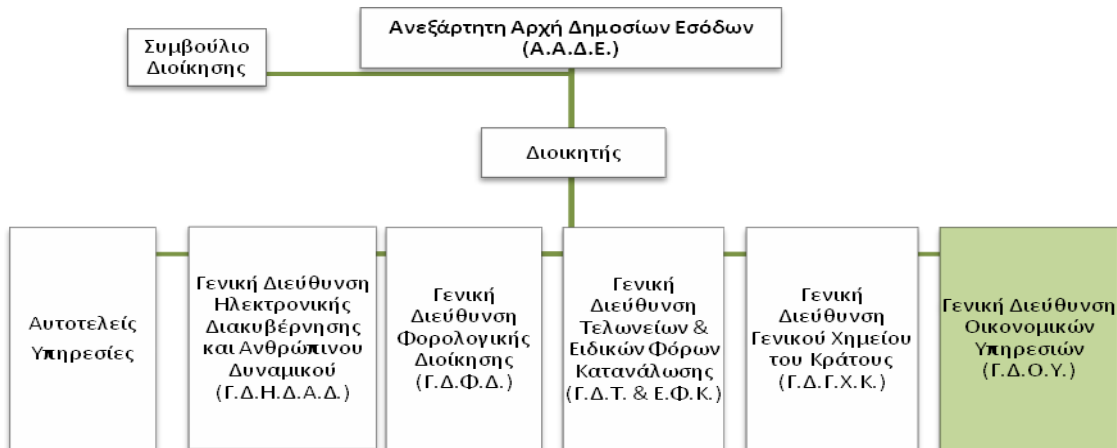 Ανεξάρτητη Αρχή Δημοσίων Εσόδων
(Α.Α.Δ.Ε.)
Συμβούλιο
Διοίκησης
Διοικητής
Αυτοτελείς
Υπηρεσίες
Γενική Διεύθυνση
Ηλεκτρονικής
Διακυβέρνησης
και Ανθρώπινου
Δυναμικού
(Γ.Δ.Η.Δ.Α.Δ.)
Γενική
Διεύθυνση
Φορολογικής
Διοίκησης
(Γ.Δ.Φ.Δ.)
Γενική
Διεύθυνση
Τελωνείων &
Ειδικών Φόρων
Κατανάλωσης
(Γ.Δ.Τ. & Ε.Φ.Κ.)
Γενική
Διεύθυνση
Γενικού Χημείου
του Κράτους
(Γ.Δ.Γ.Χ.Κ.)
Γενική Διεύθυνση
Οικονομικών
Υπηρεσιών
(Γ.Δ.Ο.Υ.)